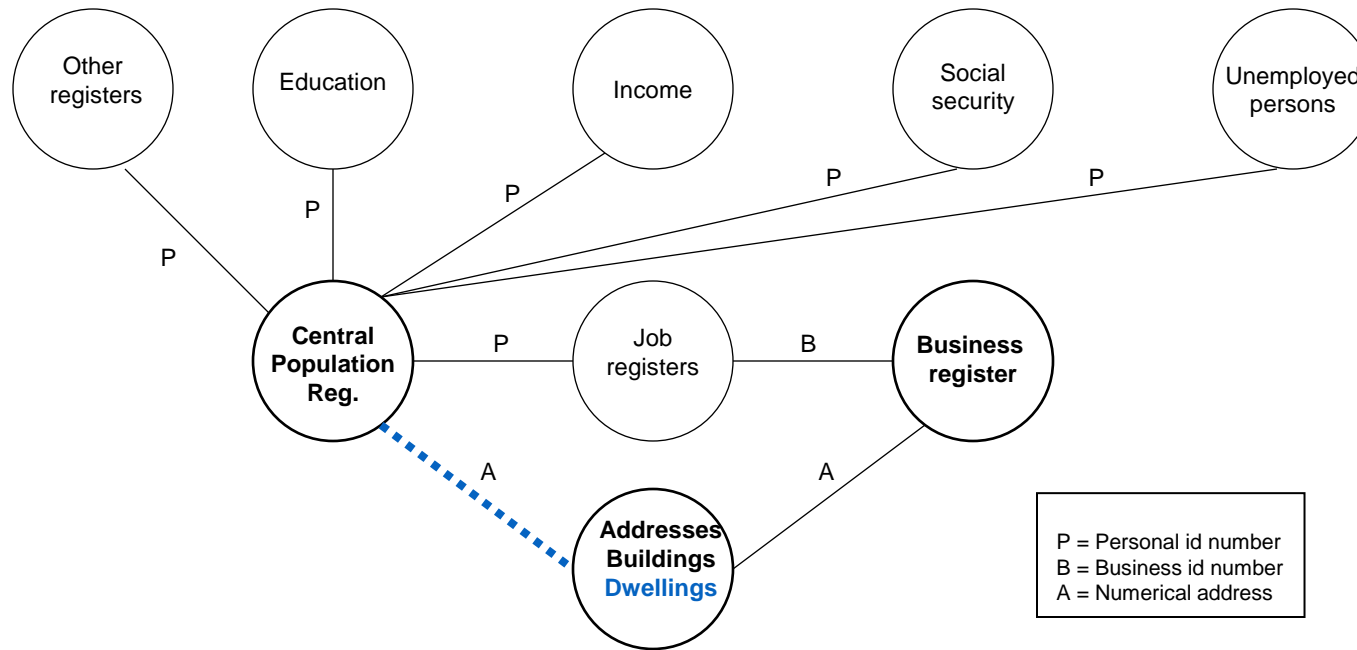 Other
registers
Education
Income
Social
security
Unemployed
persons
P
P
P
P
P
Central
Population
Reg.
P
Job
registers
B
Business
register
A
A
Addresses
Buildings
Dwellings
P = Personal id number
B = Business id number
A = Numerical address